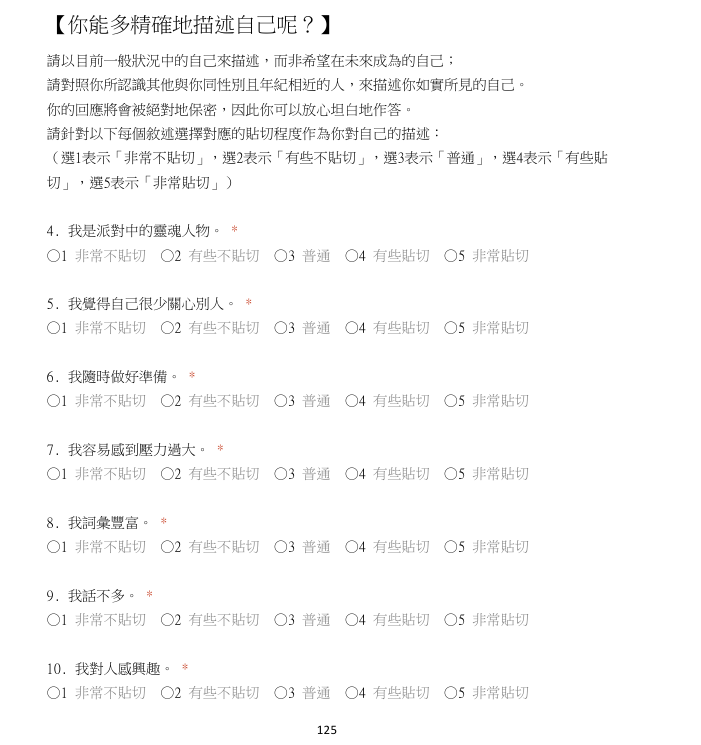 【你能多精確地描述自己呢？】
請以目前一般狀況中的自己來描述，而非希望在未來成為的自己；
請對照你所認識其他與你同性別且年紀相近的人，來描述你如實所見的自己。
你的回應將會被絕對地保密，因此你可以放心坦白地作答。
請針對以下每個敘述選擇對應的貼切程度作為你對自己的描述：
（選1表示「非常不貼切」，選2表示「有些不貼切」，選3表示「普通」，選4表示「有些貼
切」，選5表示「非常貼切」）
4. 我是派對中的靈魂人物。 *
○1 非常不貼切 ○2 有些不貼切 ○3 普通 ○4 有些貼切 ○5 非常貼切
5. 我覺得自己很少關心別人。 *
○1 非常不貼切 ○2 有些不貼切 ○3 普通 ○4 有些貼切 ○5 非常貼切
6. 我隨時做好準備。 *
○1 非常不貼切 ○2 有些不貼切 ○3 普通 ○4 有些貼切 ○5 非常貼切
7. 我容易感到壓力過大。 *
○1 非常不貼切 ○2 有些不貼切 ○3 普通 ○4 有些貼切 ○5 非常貼切
8. 我詞彙豐富。 *
○1 非常不貼切 ○2 有些不貼切 ○3 普通 ○4 有些貼切 ○5 非常貼切
9. 我話不多。 *
○1 非常不貼切 ○2 有些不貼切 ○3 普通 ○4 有些貼切 ○5 非常貼切
10. 我對人感興趣。 *
○1 非常不貼切 ○2 有些不貼切 ○3 普通 ○4 有些貼切 ○5 非常貼切
125